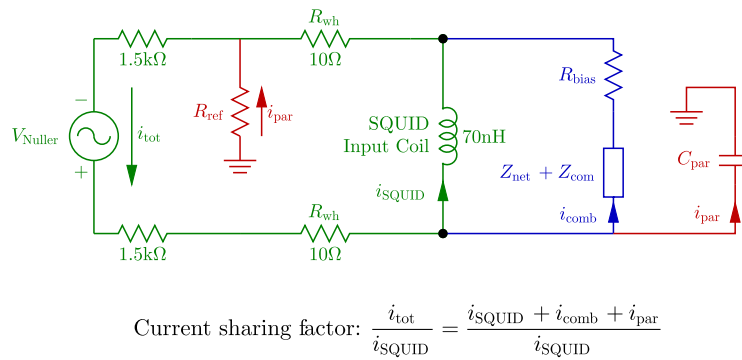 R_wh
1.5kΩ
10Ω
R_bias
−
V_Nuller
+
i_tot
R_ref
i_par
SQUID
Input Coil
70nH
i_SQUID
Z_net + Z_com
i_comb
C_par
i_par
R_wh
1.5kΩ
10Ω
Current sharing factor: i_tot / i_SQUID = (i_SQUID + i_comb + i_par) / i_SQUID